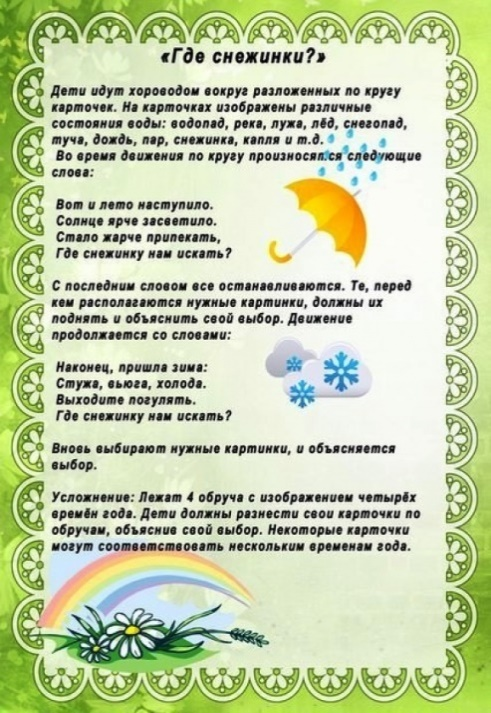 «Где снежинки?»
Дети идут хороводом вокруг разложенных по кругу
карточек. На карточках изображены различные
состояния воды: водопад, река, лужа, лёд, снегопад,
туча, дождь, пар, снежинка, капля и т.д.
Во время движения по кругу произносятся следующие
слова:
Вот и лето наступило.
Солнце ярче засветило.
Стало жарче припекать,
Где снежинку нам искать?
С последним словом все останавливаются. Те, перед
кем располагаются нужные картинки, должны их
поднять и объяснить свой выбор. Движение
продолжается со словами:
Наконец, пришла зима:
Стужа, вьюга, холода.
Выходите погулять.
Где снежинку нам искать?
Вновь выбирают нужные картинки, и объясняется
выбор.
Усложнение: Лежат 4 обруча с изображением четырёх
времён года. Дети должны разнести свои карточки по
обручам, объяснив свой выбор. Некоторые карточки
могут соответствовать нескольким временам года.